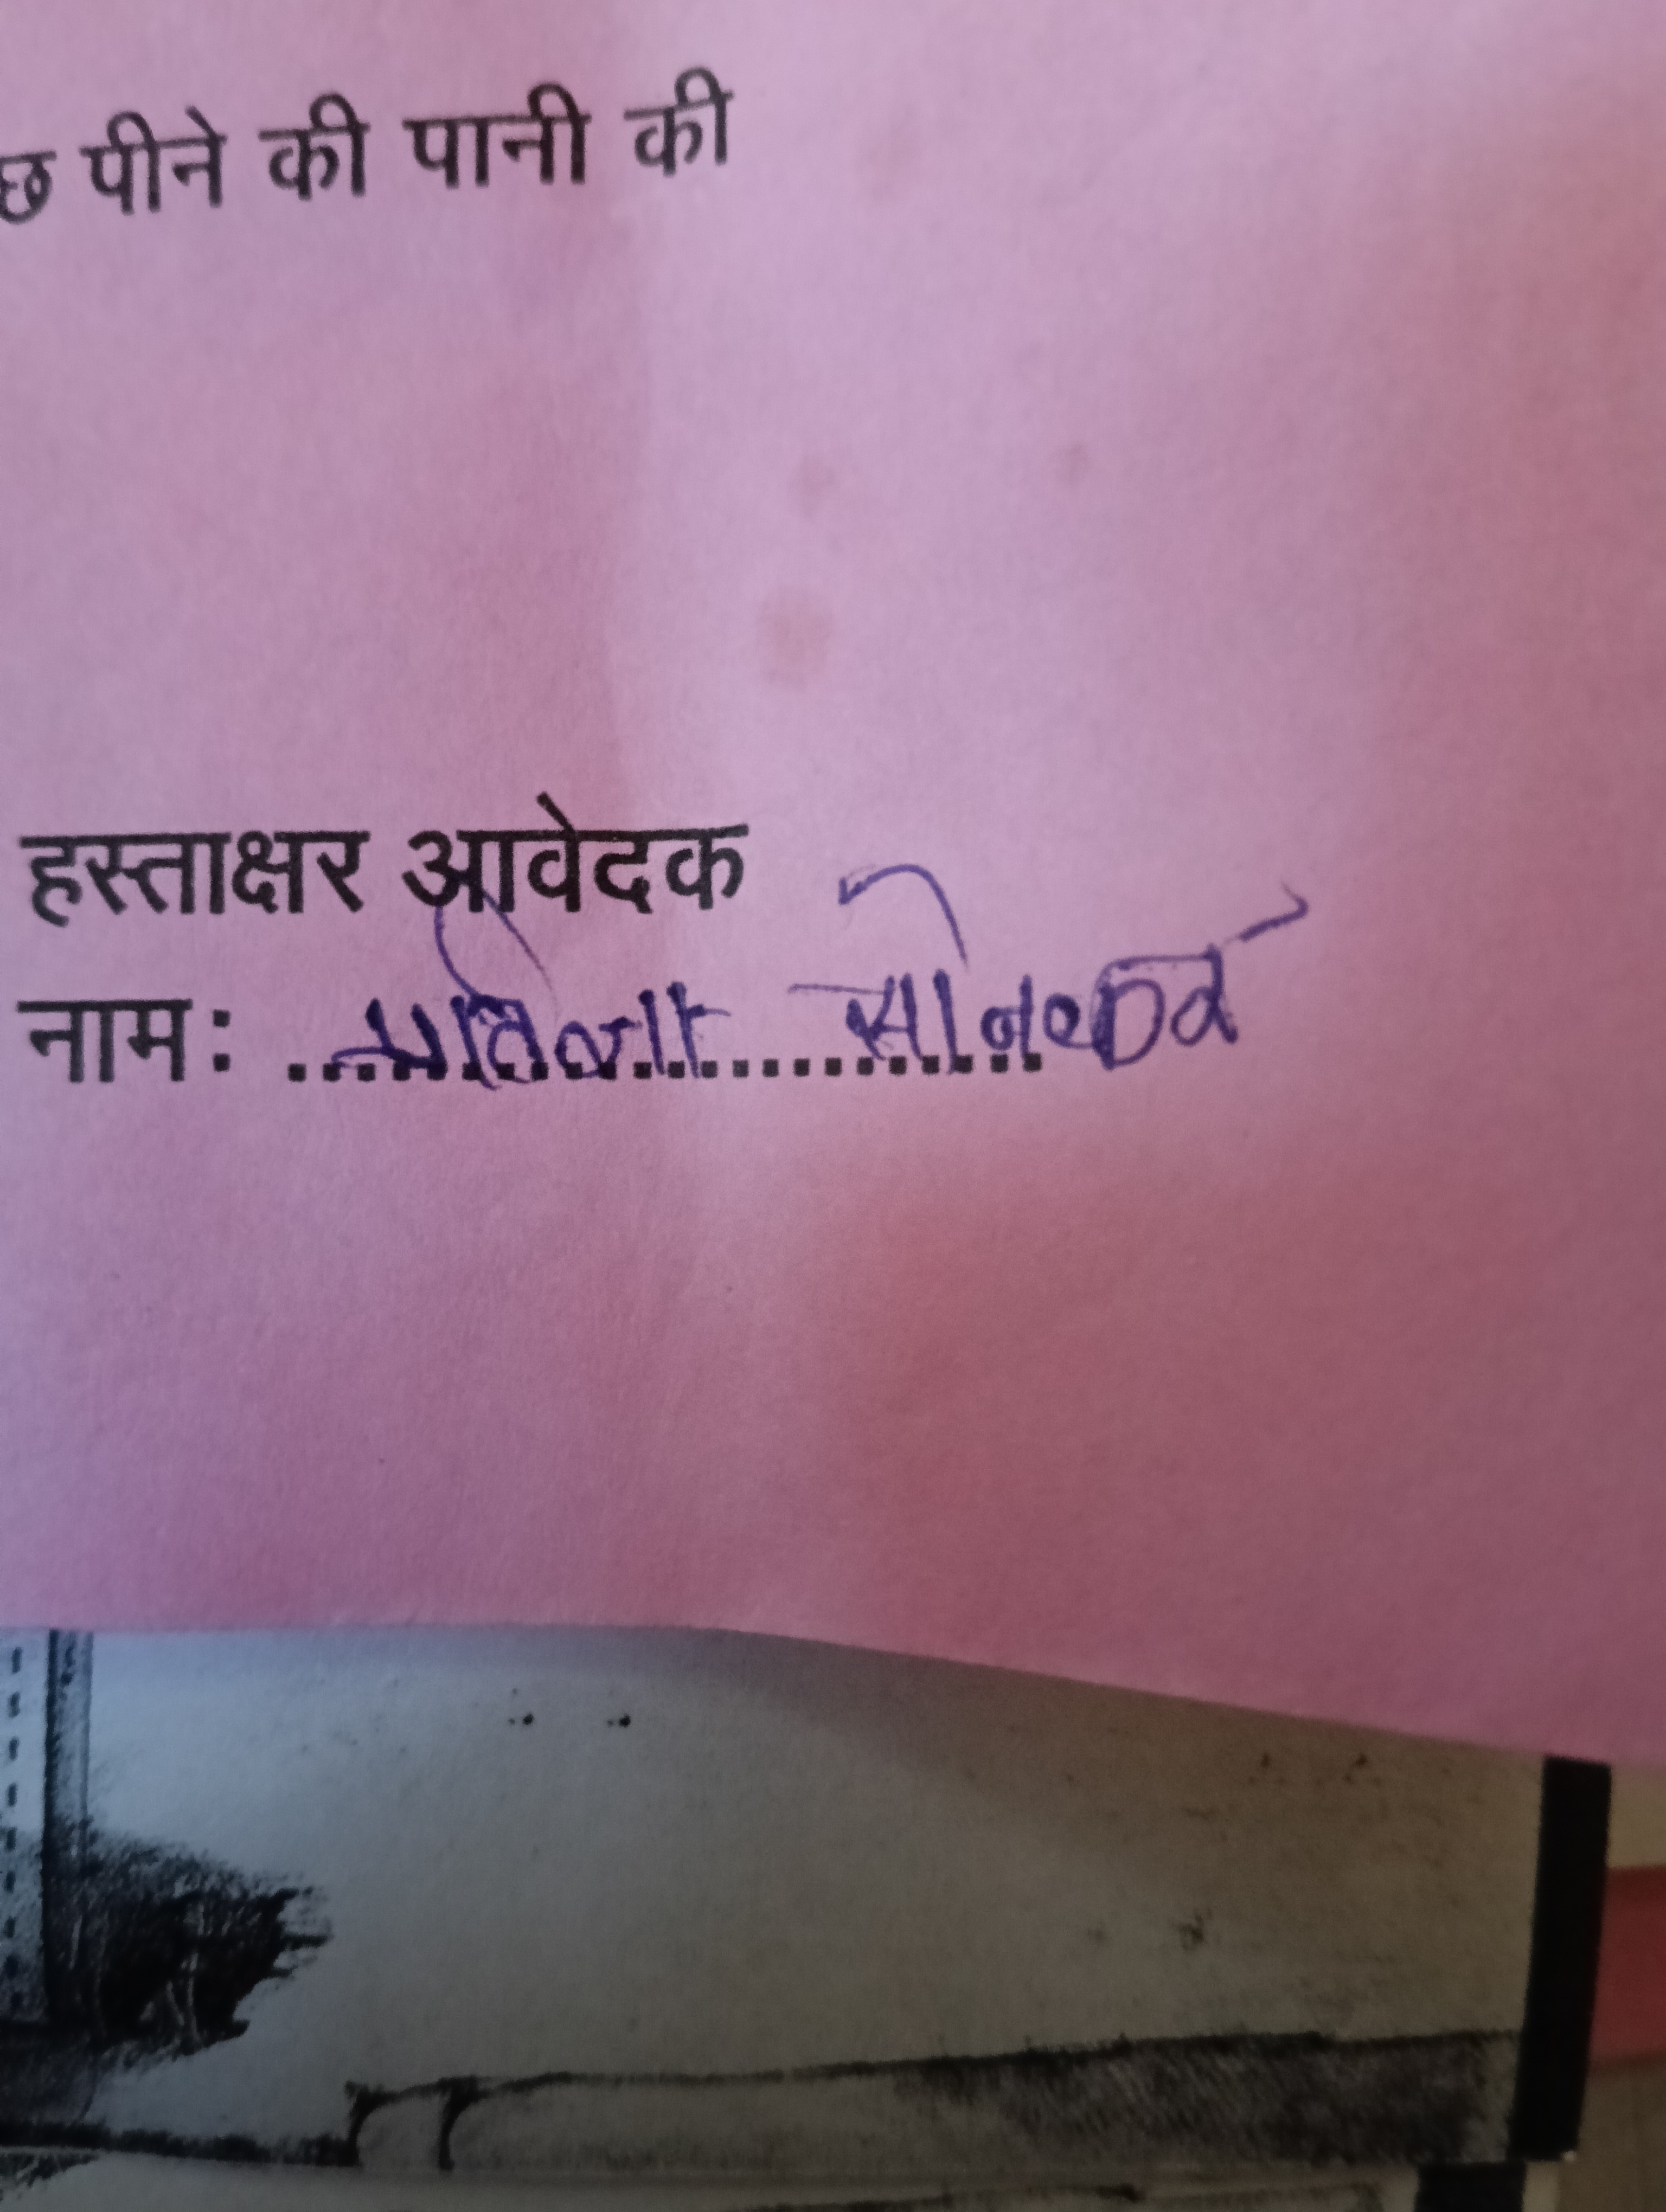 छ पीने की पानी की
हस्ताक्षर आवेदक
नाम: